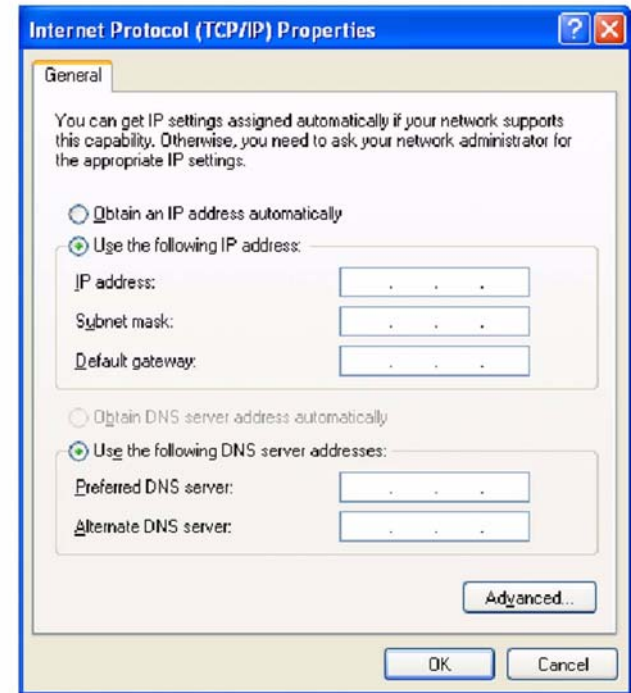 Internet Protocol (TCP/IP) Properties
General
You can get IP settings assigned automatically if your network supports
this capability. Otherwise, you need to ask your network administrator for
the appropriate IP settings.
Obtain an IP address automatically
Use the following IP address:
IP address:
Subnet mask:
Default gateway:
Obtain DNS server address automatically
Use the following DNS server addresses:
Preferred DNS server:
Alternate DNS server:
Advanced...
OK
Cancel